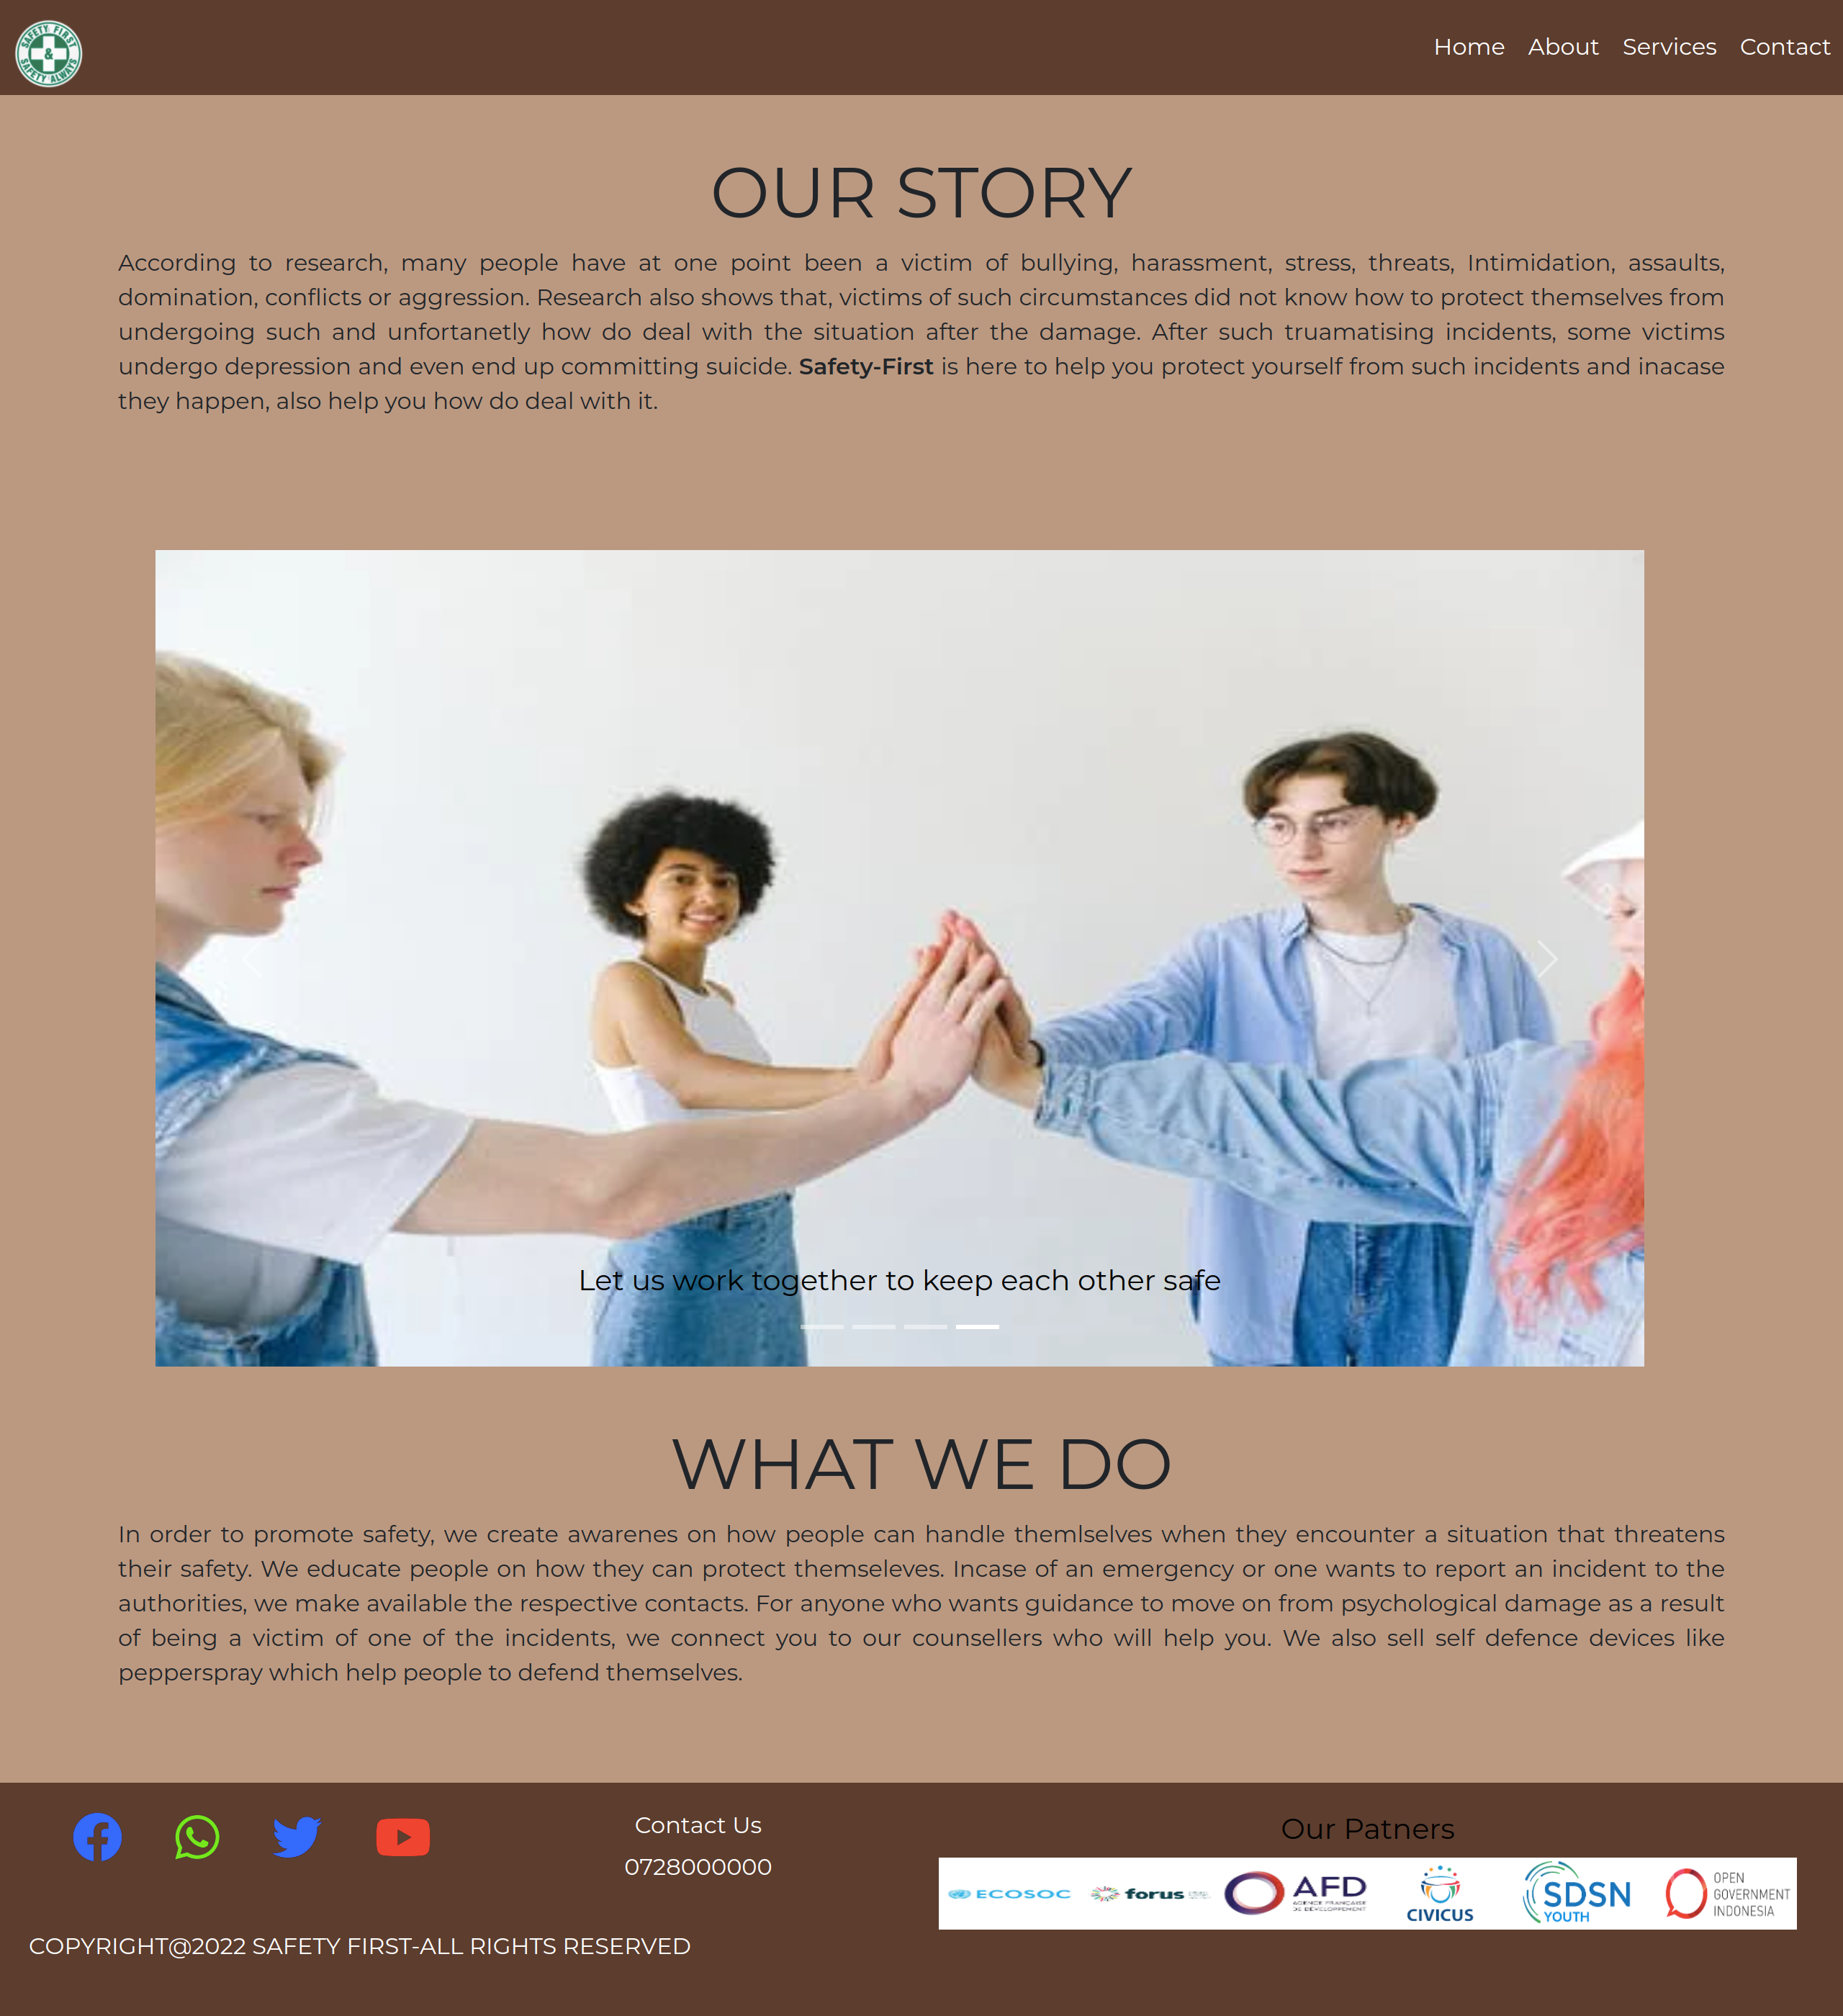 SAFETY FIRST
&
SAFETY ALWAYS
Home About Services Contact
OUR STORY
According to research, many people have at one point been a victim of bullying, harassment, stress, threats, Intimidation, assaults,
domination, conflicts or aggression. Research also shows that, victims of such circumstances did not know how to protect themselves from
undergoing such and unfortanetly how do deal with the situation after the damage. After such truamatising incidents, some victims
undergo depression and even end up committing suicide. Safety-First is here to help you protect yourself from such incidents and inacase
they happen, also help you how do deal with it.
Let us work together to keep each other safe
WHAT WE DO
In order to promote safety, we create awarenes on how people can handle themlselves when they encounter a situation that threatens
their safety. We educate people on how they can protect themseleves. Incase of an emergency or one wants to report an incident to the
authorities, we make available the respective contacts. For anyone who wants guidance to move on from psychological damage as a result
of being a victim of one of the incidents, we connect you to our counsellers who will help you. We also sell self defence devices like
pepperspray which help people to defend themselves.
Contact Us
0728000000
Our Patners
ECOSOC
forus
AFD
AGENCE FRANÇAISE
DE DÉVELOPPEMENT
CIVICUS
SDSN
YOUTH
OPEN
GOVERNMENT
INDONESIA
COPYRIGHT@2022 SAFETY FIRST-ALL RIGHTS RESERVED